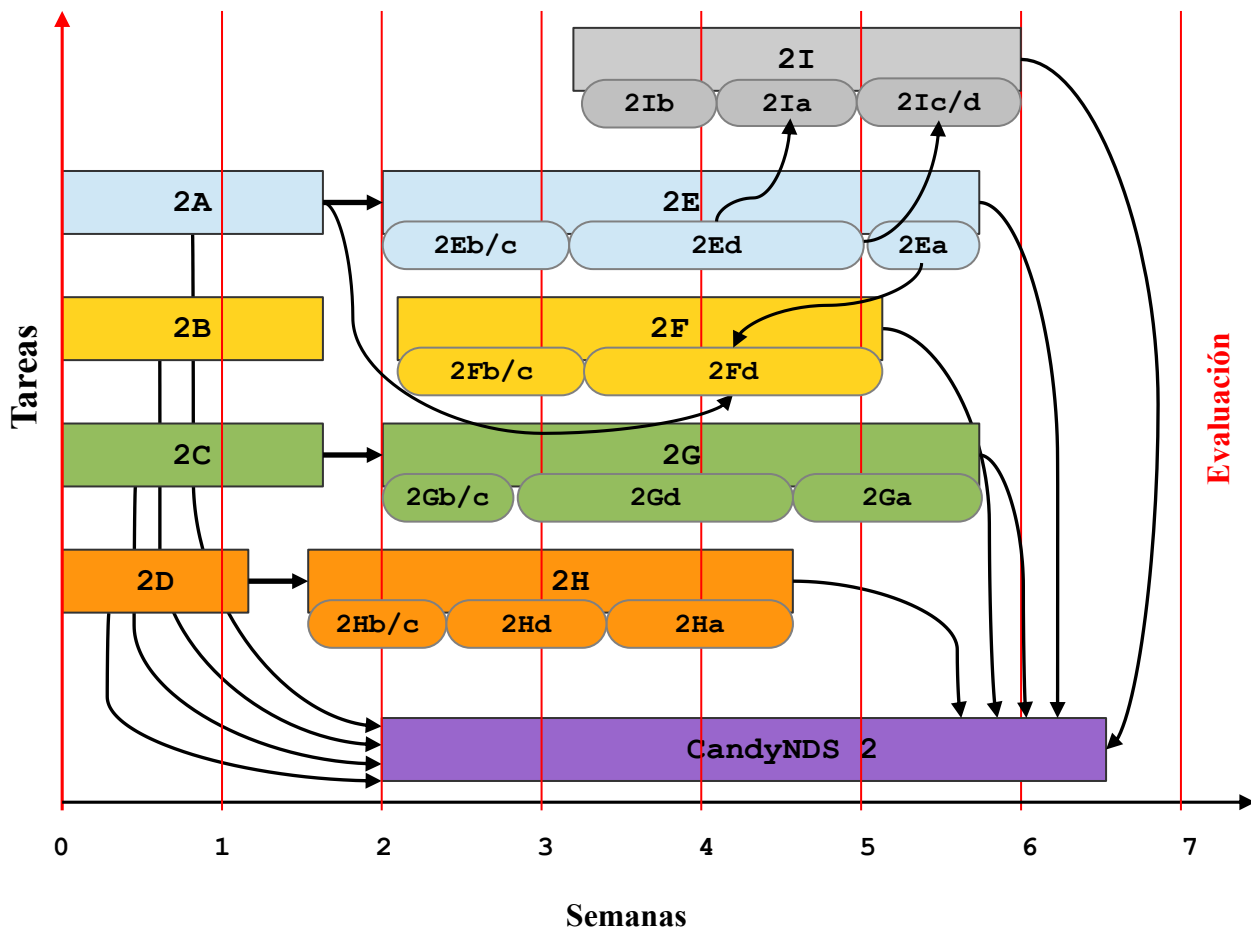 2I
2Ib 2Ia 2Ic/d
2A 2E
2Eb/c 2Ed 2Ea
2B 2F
2Fb/c 2Fd
2C 2G
2Gb/c 2Gd 2Ga
2D 2H
2Hb/c 2Hd 2Ha
CandyNDS 2
Tareas
Evaluación
0 1 2 3 4 5 6 7
Semanas